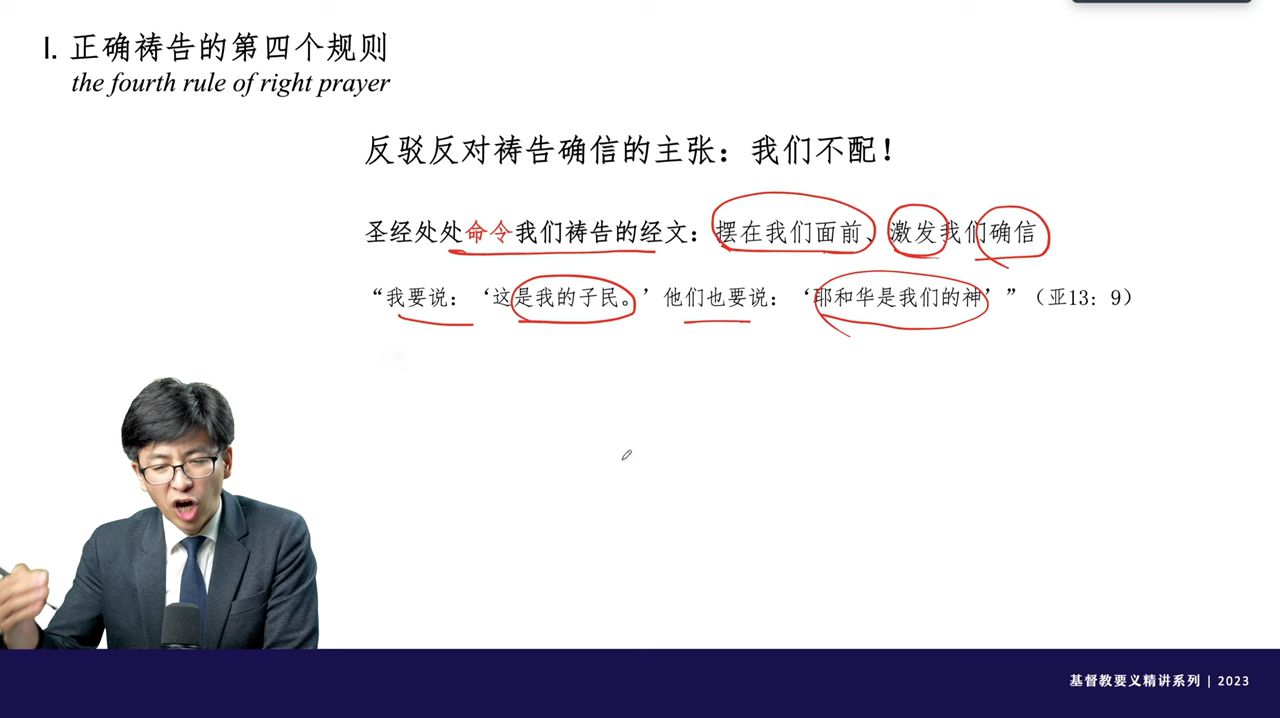 I. 正确祷告的第四个规则
the fourth rule of right prayer
反驳反对祷告确信的主张：我们不配！
圣经处处命令我们祷告的经文：摆在我们面前、激发我们确信
“我要说：‘这是我的子民。’他们也要说：‘耶和华是我们的神’”（亚13：9）
基督教要义精讲系列 | 2023